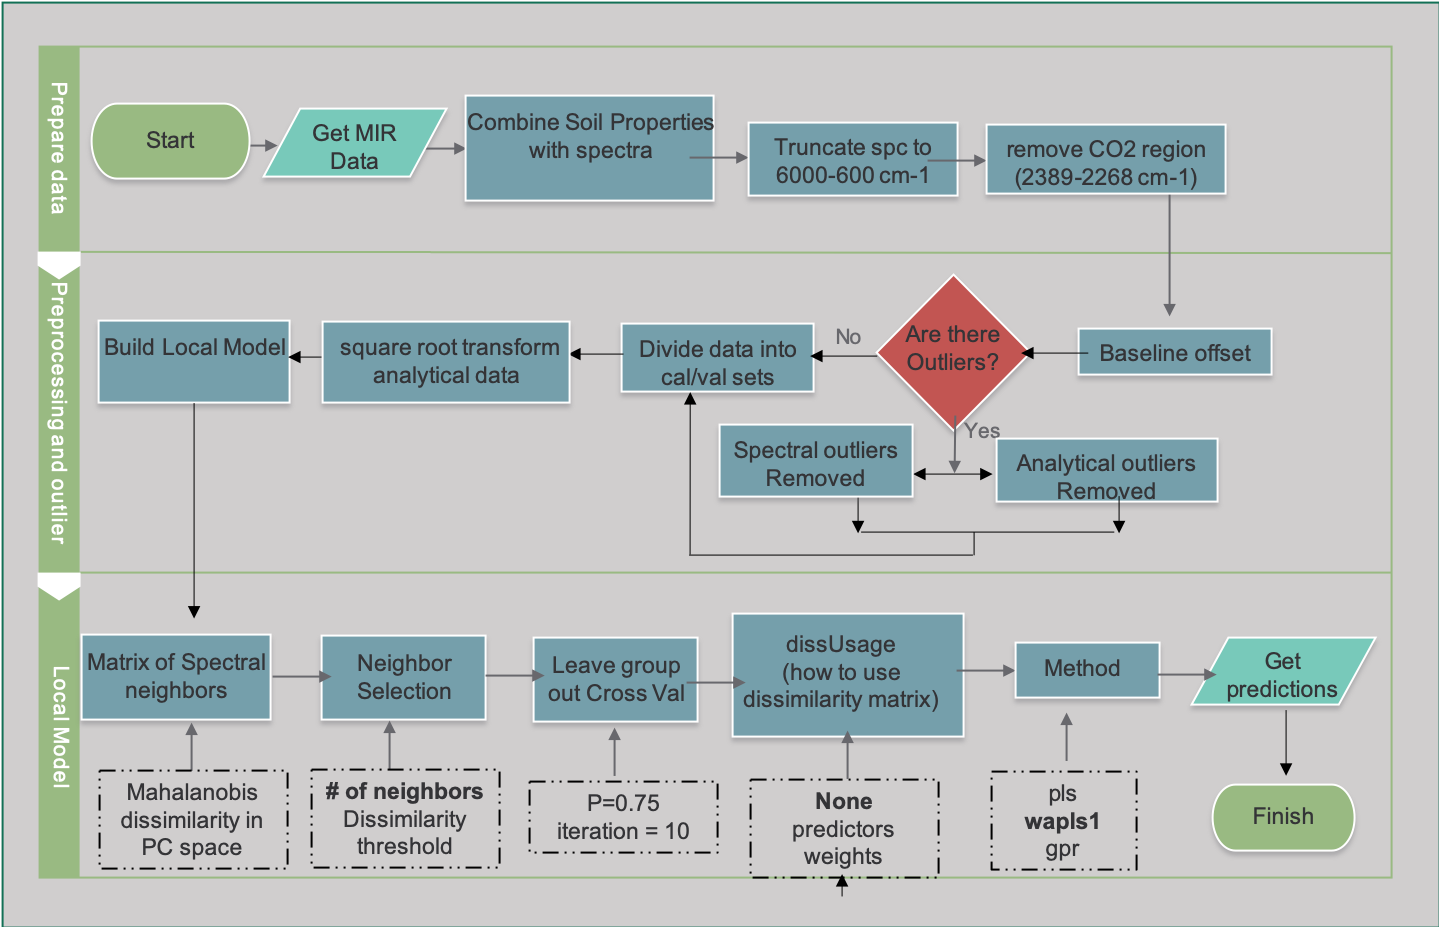 Prepare data
Start
Get MIR
Data
Combine Soil Properties
with spectra
Truncate spc to
6000-600 cm-1
remove CO2 region
(2389-2268 cm-1)
Preprocessing and outlier
Build Local Model
square root transform
analytical data
Divide data into
cal/val sets
No
Are there
Outliers?
Baseline offset
Yes
Spectral outliers
Removed
Analytical outliers
Removed
Local Model
Matrix of Spectral
neighbors
Neighbor
Selection
Leave group
out Cross Val
dissUsage
(how to use
dissimilarity matrix)
Method
Get
predictions
Mahalanobis
dissimilarity in
PC space
# of neighbors
Dissimilarity
threshold
P=0.75
iteration = 10
None
predictors
weights
pls
wapls1
gpr
Finish